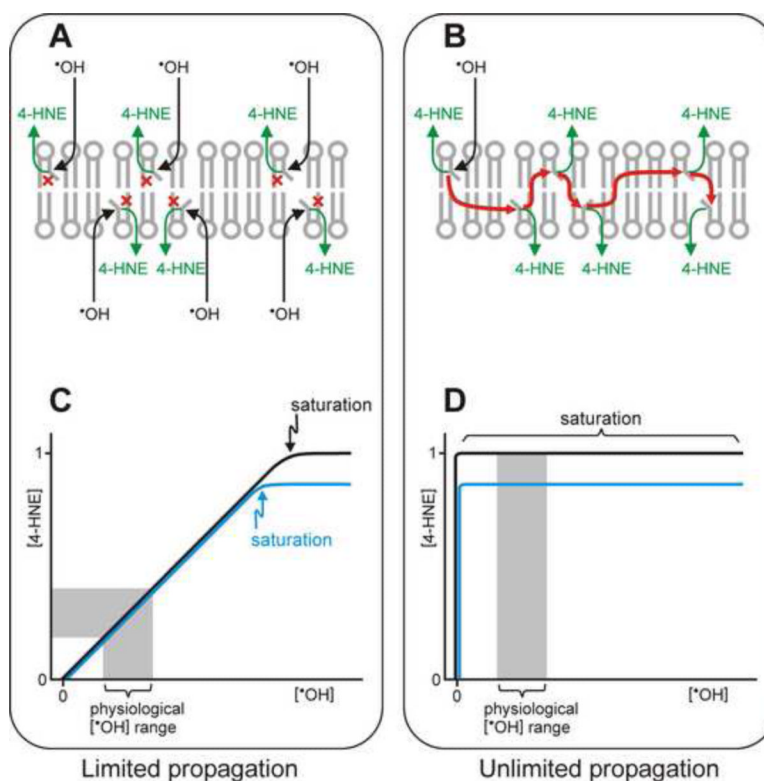 A
•OH •OH •OH
4-HNE 4-HNE 4-HNE
4-HNE 4-HNE 4-HNE
•OH •OH •OH
B
•OH
4-HNE 4-HNE 4-HNE
4-HNE 4-HNE 4-HNE
C
saturation
1
[4-HNE]
saturation
0
0
[•OH]
physiological
[•OH] range
D
saturation
1
[4-HNE]
0
0
[•OH]
physiological
[•OH] range
Limited propagation
Unlimited propagation